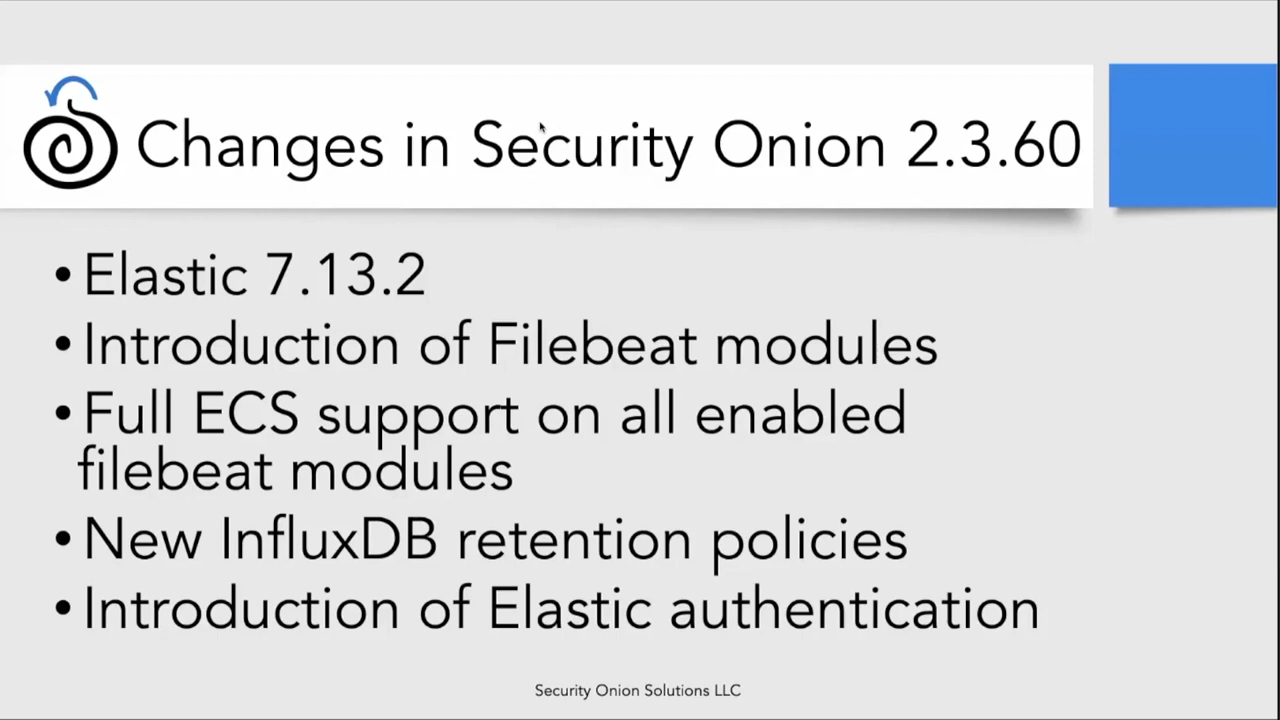 Changes in Security Onion 2.3.60
• Elastic 7.13.2
• Introduction of Filebeat modules
• Full ECS support on all enabled
filebeat modules
• New InfluxDB retention policies
• Introduction of Elastic authentication
Security Onion Solutions LLC